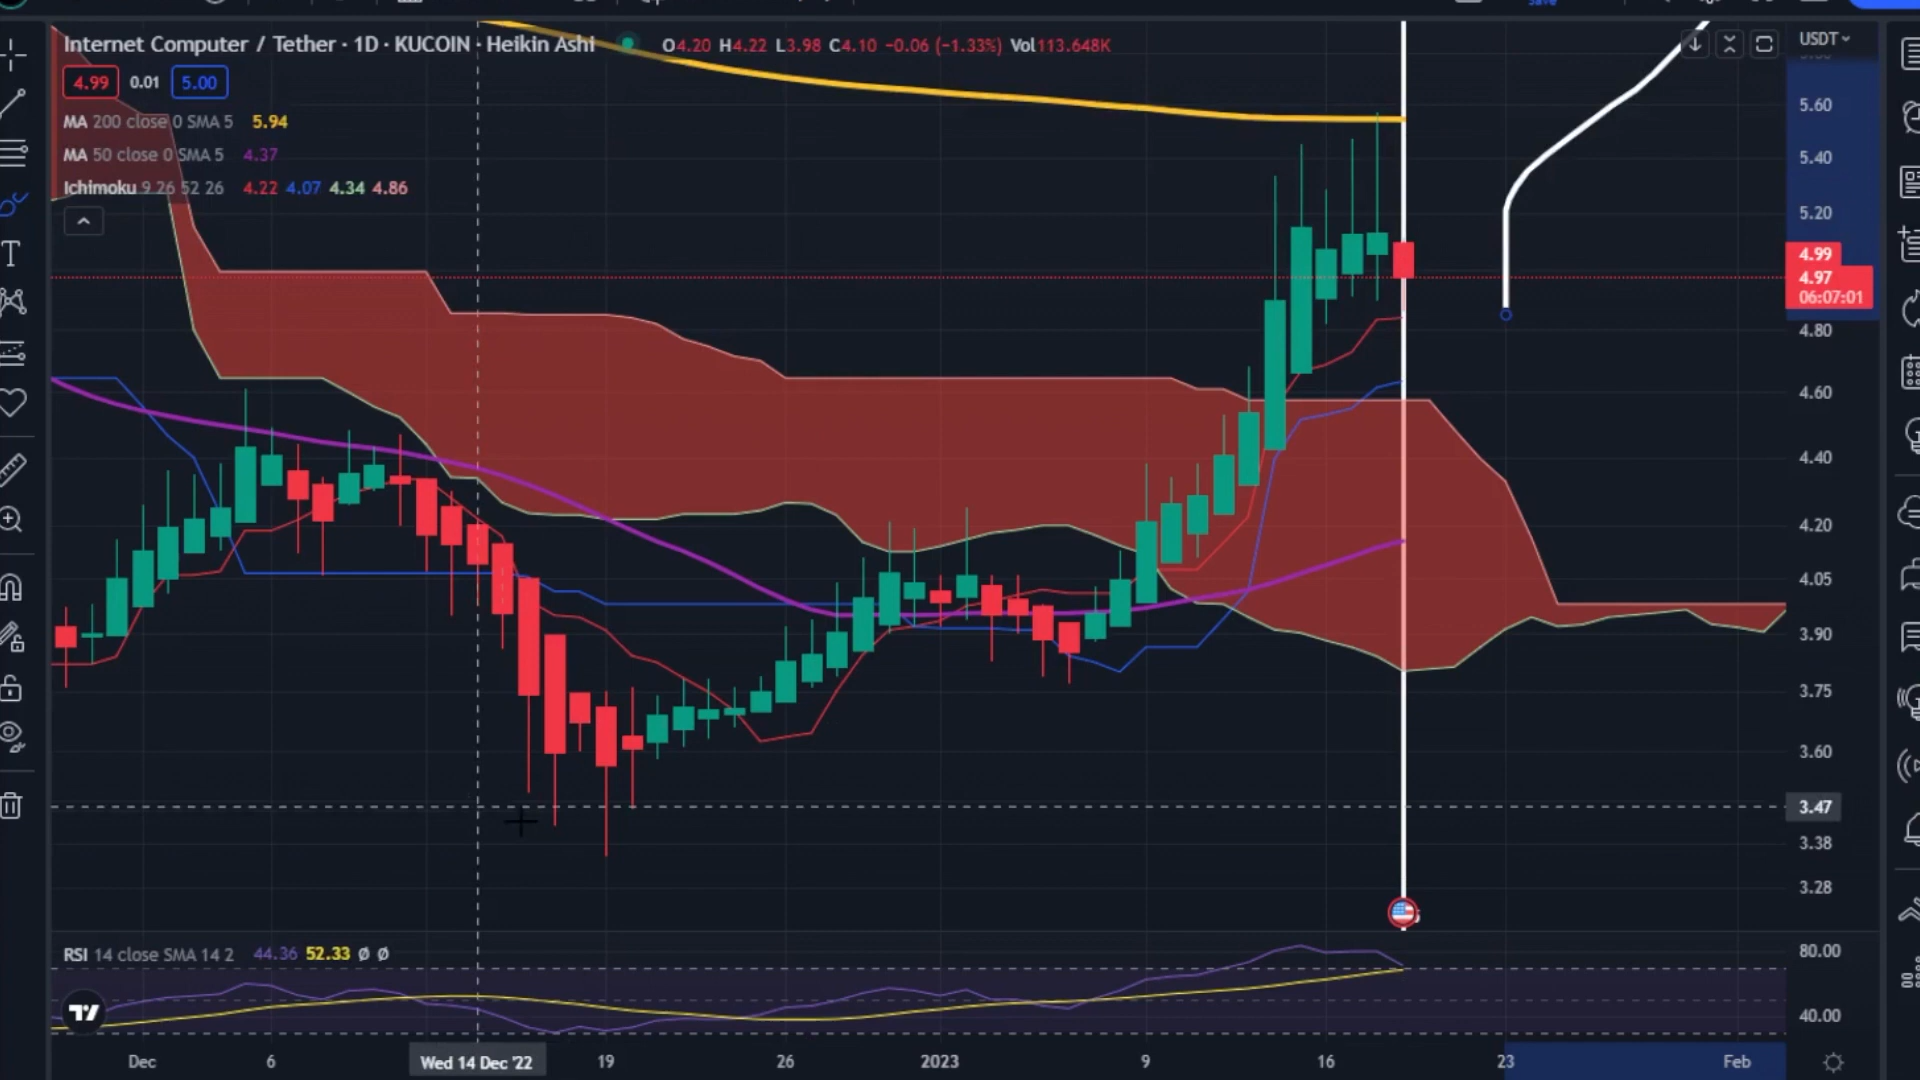 Save
Internet Computer / Tether · 1D · KUCOIN · Heikin Ashi O4.20 H4.22 L3.98 C4.10 −0.06 (−1.33%) Vol113.648K
USDT
4.99 0.01 5.00
MA 200 close 0 SMA 5 5.94
MA 50 close 0 SMA 5 4.37
Ichimoku 9 26 52 26 4.22 4.07 4.34 4.86
5.60
5.40
5.20
4.99
4.97
06:07:01
4.80
4.60
4.40
4.20
4.05
3.90
3.75
3.60
3.47
3.38
3.28
RSI 14 close SMA 14 2 44.36 52.33 Ø Ø
80.00
40.00
Dec 6 Wed 14 Dec '22 19 26 2023 9 16 23 Feb